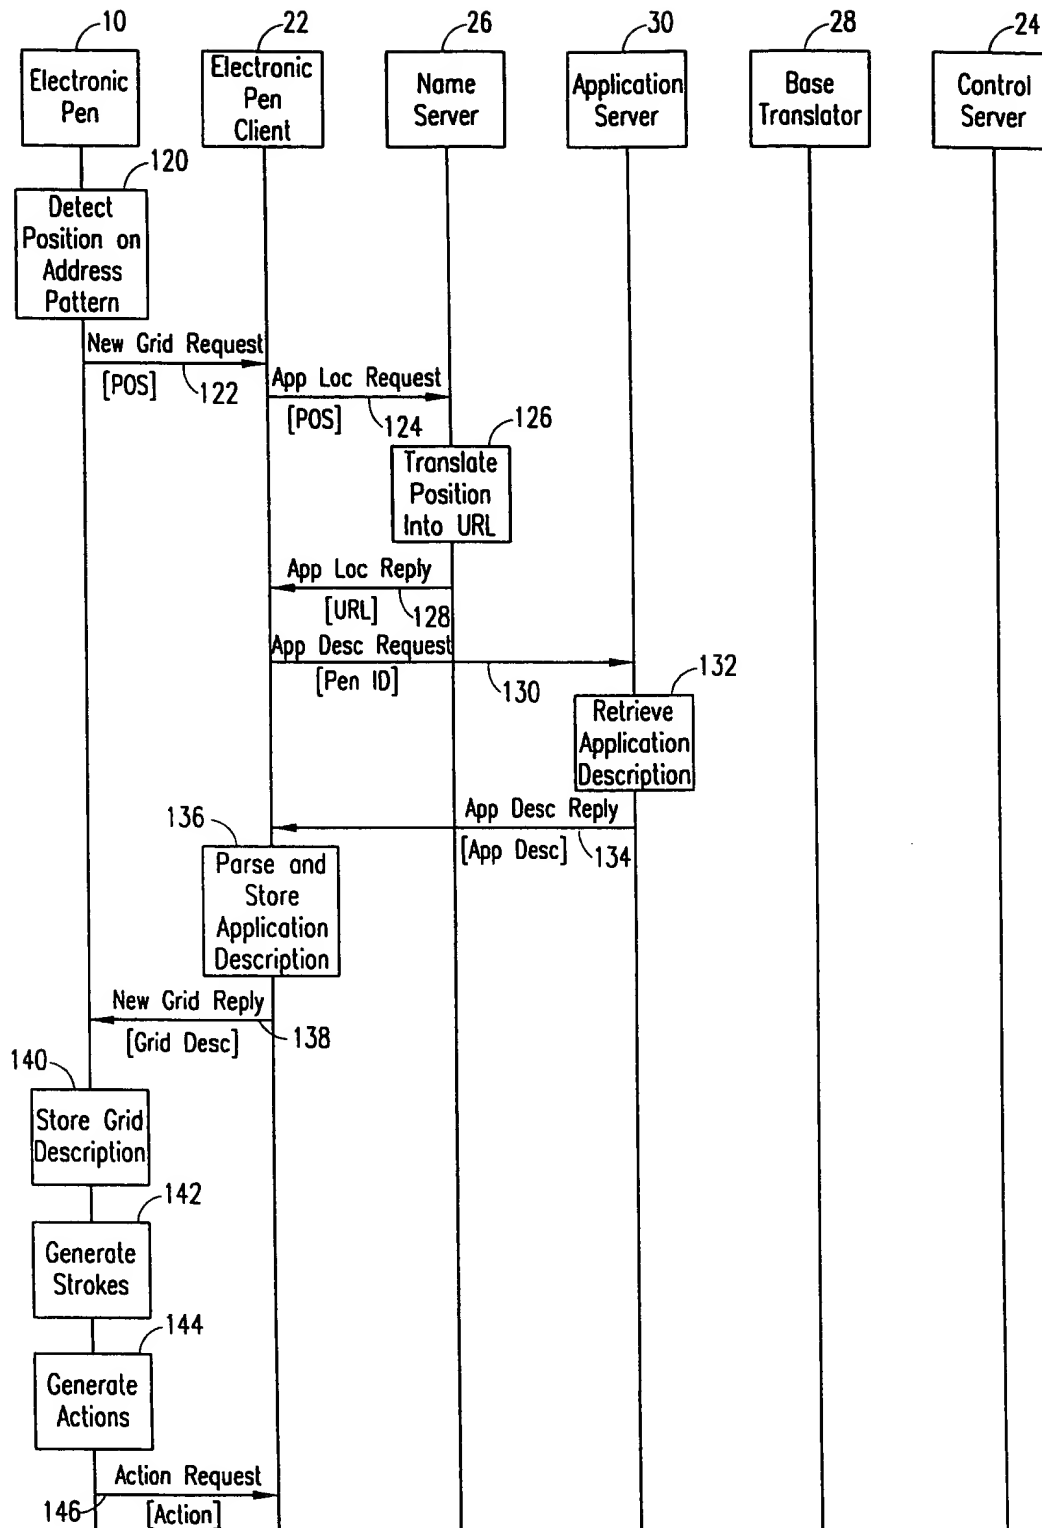 10
22
26
30
28
24
Electronic
Pen
Electronic
Pen
Client
Name
Server
Application
Server
Base
Translator
Control
Server
120
Detect
Position on
Address
Pattern
New Grid Request
[POS]
122
App Loc Request
[POS]
124
126
Translate
Position
Into URL
App Loc Reply
[URL]
128
App Desc Request
[Pen ID]
130
132
Retrieve
Application
Description
App Desc Reply
[App Desc]
134
136
Parse and
Store
Application
Description
New Grid Reply
[Grid Desc]
138
140
Store Grid
Description
142
Generate
Strokes
144
Generate
Actions
Action Request
146
[Action]